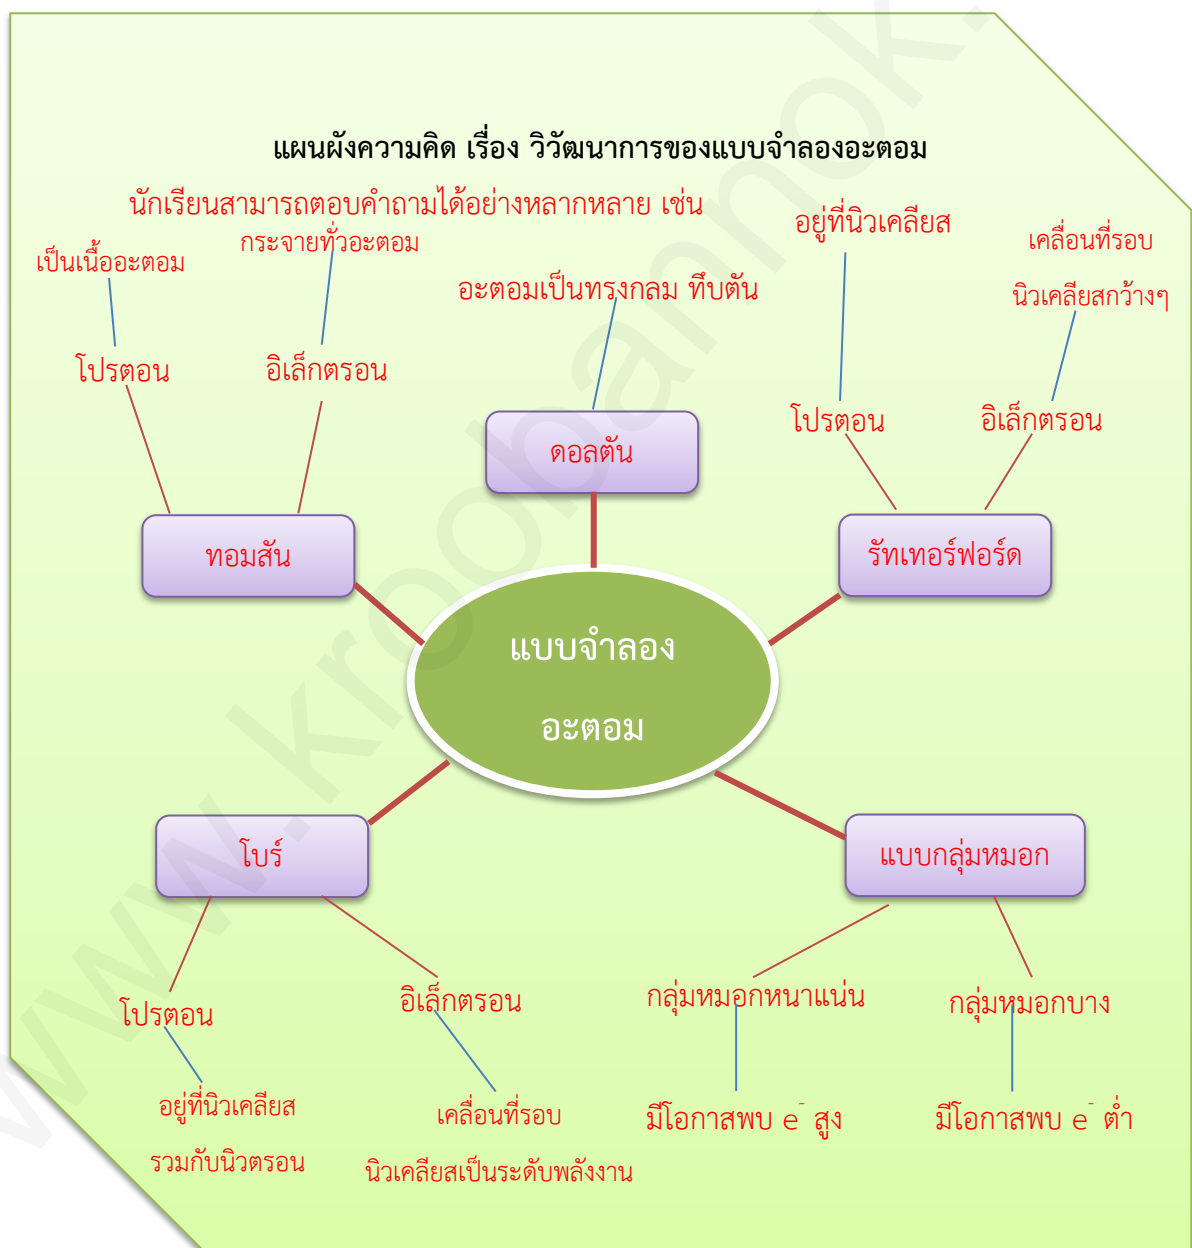 แผนผังความคิด เรื่อง วิวัฒนาการของแบบจำลองอะตอม
นักเรียนสามารถตอบคำถามได้อย่างหลากหลาย เช่น
เป็นเนื้ออะตอม
กระจายทั่วอะตอม
โปรตอน
อิเล็กตรอน
ทอมสัน
อะตอมเป็นทรงกลม ทึบตัน
ดอลตัน
อยู่ที่นิวเคลียส
เคลื่อนที่รอบ
นิวเคลียสกว้างๆ
โปรตอน
อิเล็กตรอน
รัทเทอร์ฟอร์ด
แบบจำลอง
อะตอม
โบร์
โปรตอน
อิเล็กตรอน
อยู่ที่นิวเคลียส
รวมกับนิวตรอน
เคลื่อนที่รอบ
นิวเคลียสเป็นระดับพลังงาน
แบบกลุ่มหมอก
กลุ่มหมอกหนาแน่น
กลุ่มหมอกบาง
มีโอกาสพบ e⁻ สูง
มีโอกาสพบ e⁻ ต่ำ
www.kroobannok.